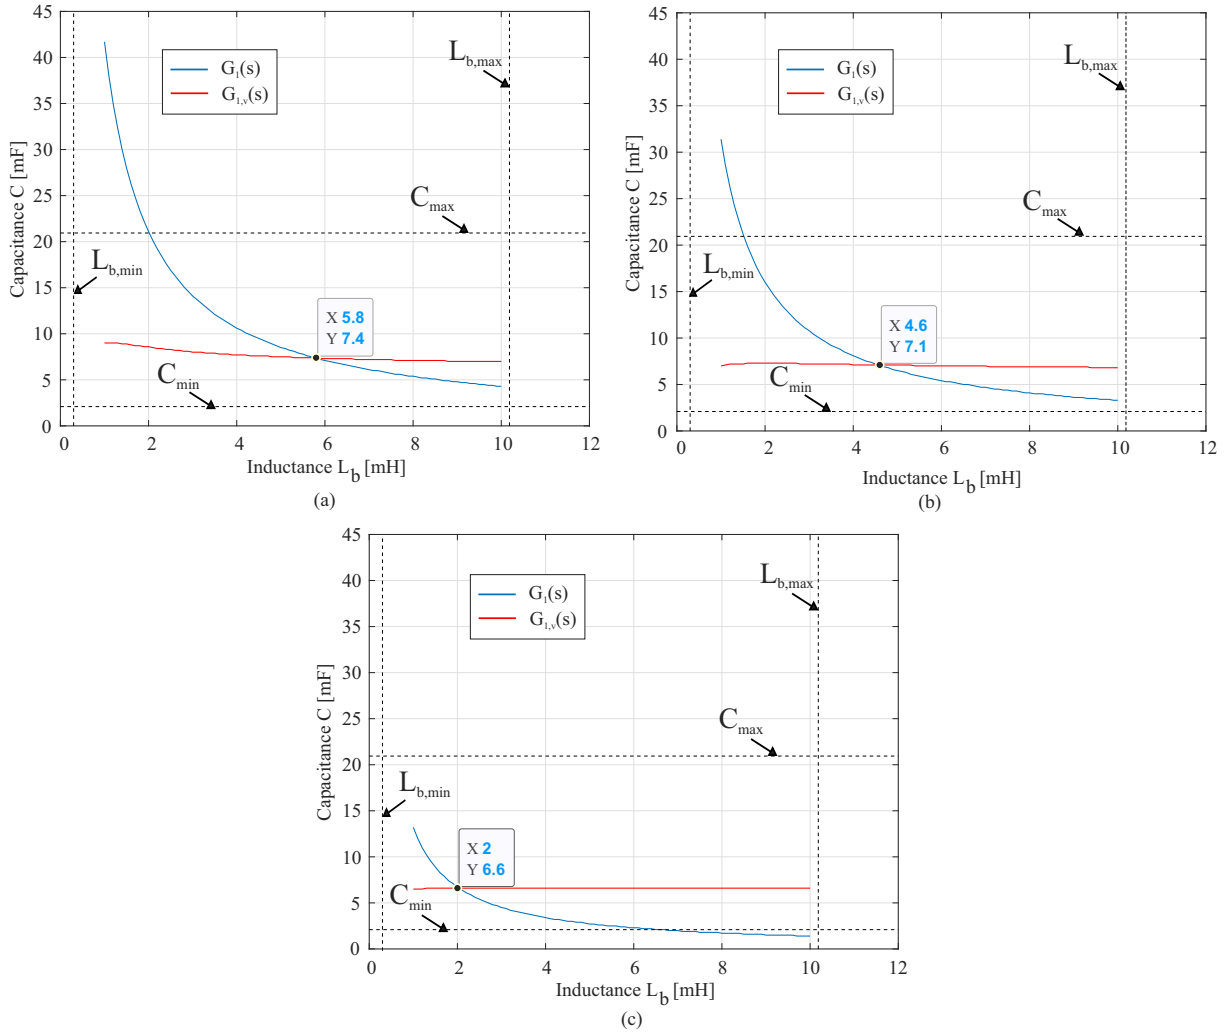 45
40
35
30
25
20
15
10
5
0
Capacitance C [mF]
G1(s)
G1,v(s)
Lb,max
Cmax
Lb,min
X 5.8
Y 7.4
Cmin
0 2 4 6 8 10 12
Inductance Lb [mH]
(a)
45
40
35
30
25
20
15
10
5
0
Capacitance C [mF]
G1(s)
G1,v(s)
Lb,max
Cmax
Lb,min
X 4.6
Y 7.1
Cmin
0 2 4 6 8 10 12
Inductance Lb [mH]
(b)
45
40
35
30
25
20
15
10
5
0
Capacitance C [mF]
G1(s)
G1,v(s)
Lb,max
Cmax
Lb,min
X 2
Y 6.6
Cmin
0 2 4 6 8 10 12
Inductance Lb [mH]
(c)